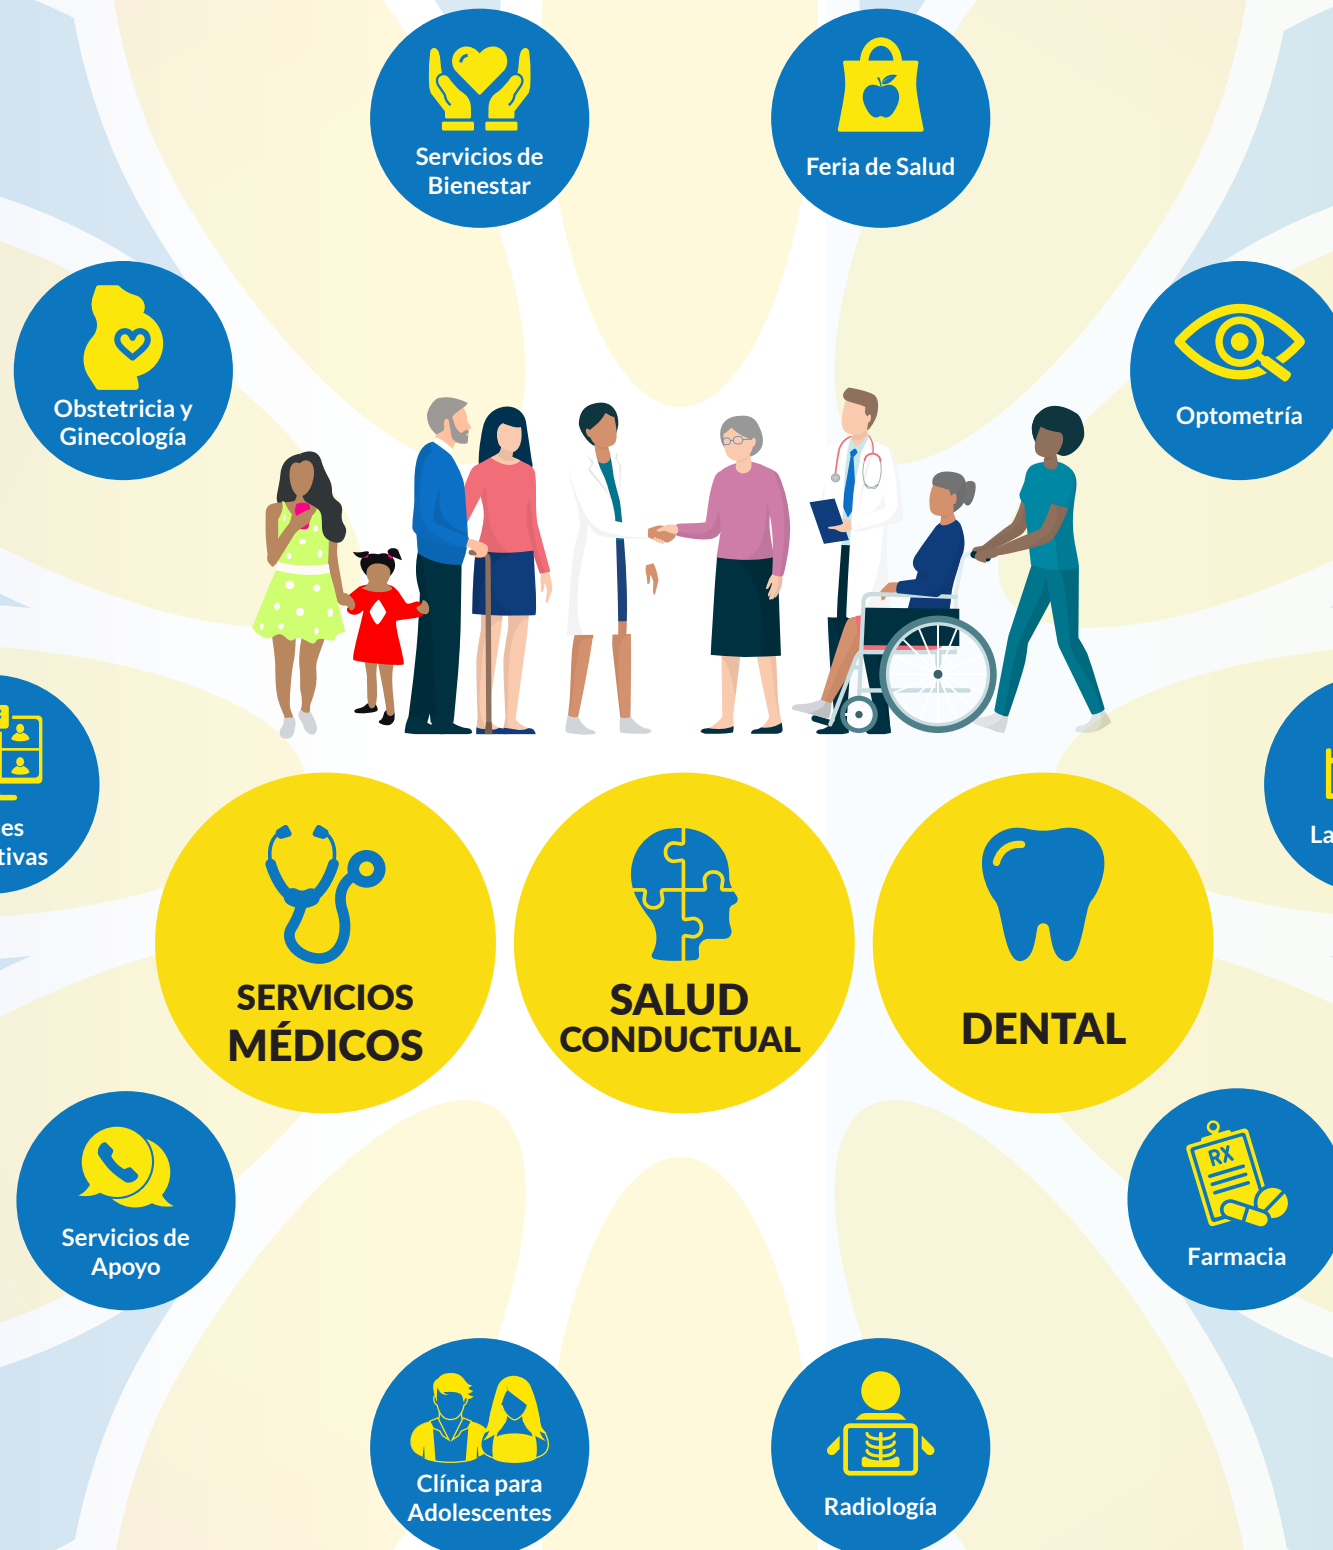 Servicios de
Bienestar
Feria de Salud
Obstetricia y
Ginecología
Optometría
SERVICIOS
MÉDICOS
SALUD
CONDUCTUAL
DENTAL
Servicios de
Apoyo
RX
Farmacia
Clínica para
Adolescentes
Radiología